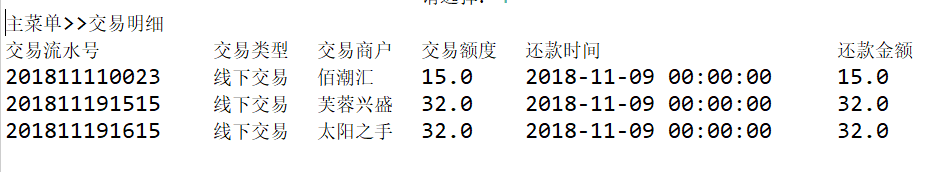 主菜单>>交易明细
交易流水号 交易类型 交易商户 交易额度 还款时间 还款金额
201811110023 线下交易 佰潮汇 15.0 2018-11-09 00:00:00 15.0
201811191515 线下交易 芙蓉兴盛 32.0 2018-11-09 00:00:00 32.0
201811191615 线下交易 太阳之手 32.0 2018-11-09 00:00:00 32.0